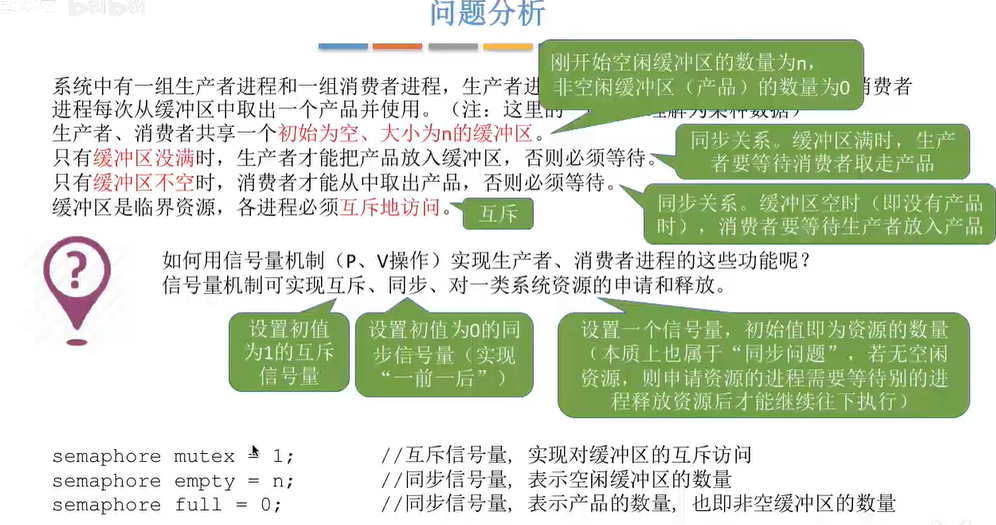 问题分析
系统中有一组生产者进程和一组消费者进程，生产者进
消费者
进程每次从缓冲区中取出一个产品并使用。（注：这里的
理解为某种数据）
生产者、消费者共享一个初始为空、大小为n的缓冲区。
只有缓冲区没满时，生产者才能把产品放入缓冲区，否则必须等待。
只有缓冲区不空时，消费者才能从中取出产品，否则必须等待。
缓冲区是临界资源，各进程必须互斥地访问。
刚开始空闲缓冲区的数量为n，
非空闲缓冲区（产品）的数量为0
同步关系。缓冲区满时，生产
者要等待消费者取走产品
同步关系。缓冲区空时（即没有产品
时），消费者要等待生产者放入产品
互斥
?
如何用信号量机制（P、V操作）实现生产者、消费者进程的这些功能呢？
信号量机制可实现互斥、同步、对一类系统资源的申请和释放。
设置初值
为1的互斥
信号量
设置初值为0的同
步信号量（实现
“一前一后”）
设置一个信号量，初始值即为资源的数量
（本质上也属于“同步问题”，若无空闲
资源，则申请资源的进程需要等待别的进
程释放资源后才能继续往下执行）
semaphore mutex = 1; //互斥信号量，实现对缓冲区的互斥访问
semaphore empty = n; //同步信号量，表示空闲缓冲区的数量
semaphore full = 0; //同步信号量，表示产品的数量，也即非空缓冲区的数量